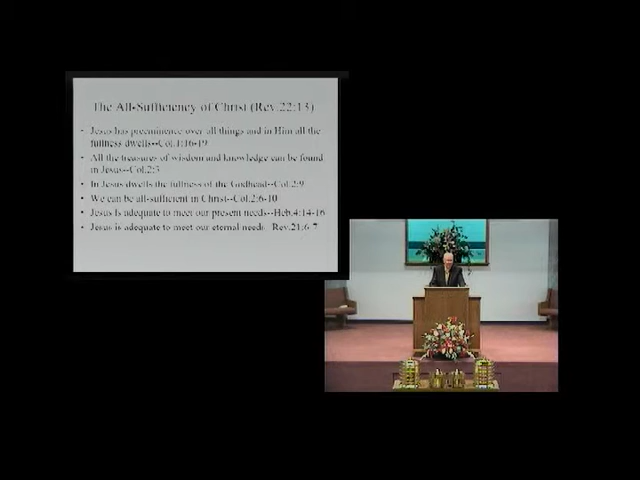 The All-Sufficiency of Christ (Rev.22:13)
• Jesus has preeminence over all things and in Him all the
fullness dwells--Col.1:16-19
• All the treasures of wisdom and knowledge can be found
in Jesus--Col.2:3
• In Jesus dwells the fullness of the Godhead--Col.2:9
• We can be all-sufficient in Christ--Col.2:6-10
• Jesus is adequate to meet our present needs--Heb.4:14-16
• Jesus is adequate to meet our eternal needs--Rev.21:6-7